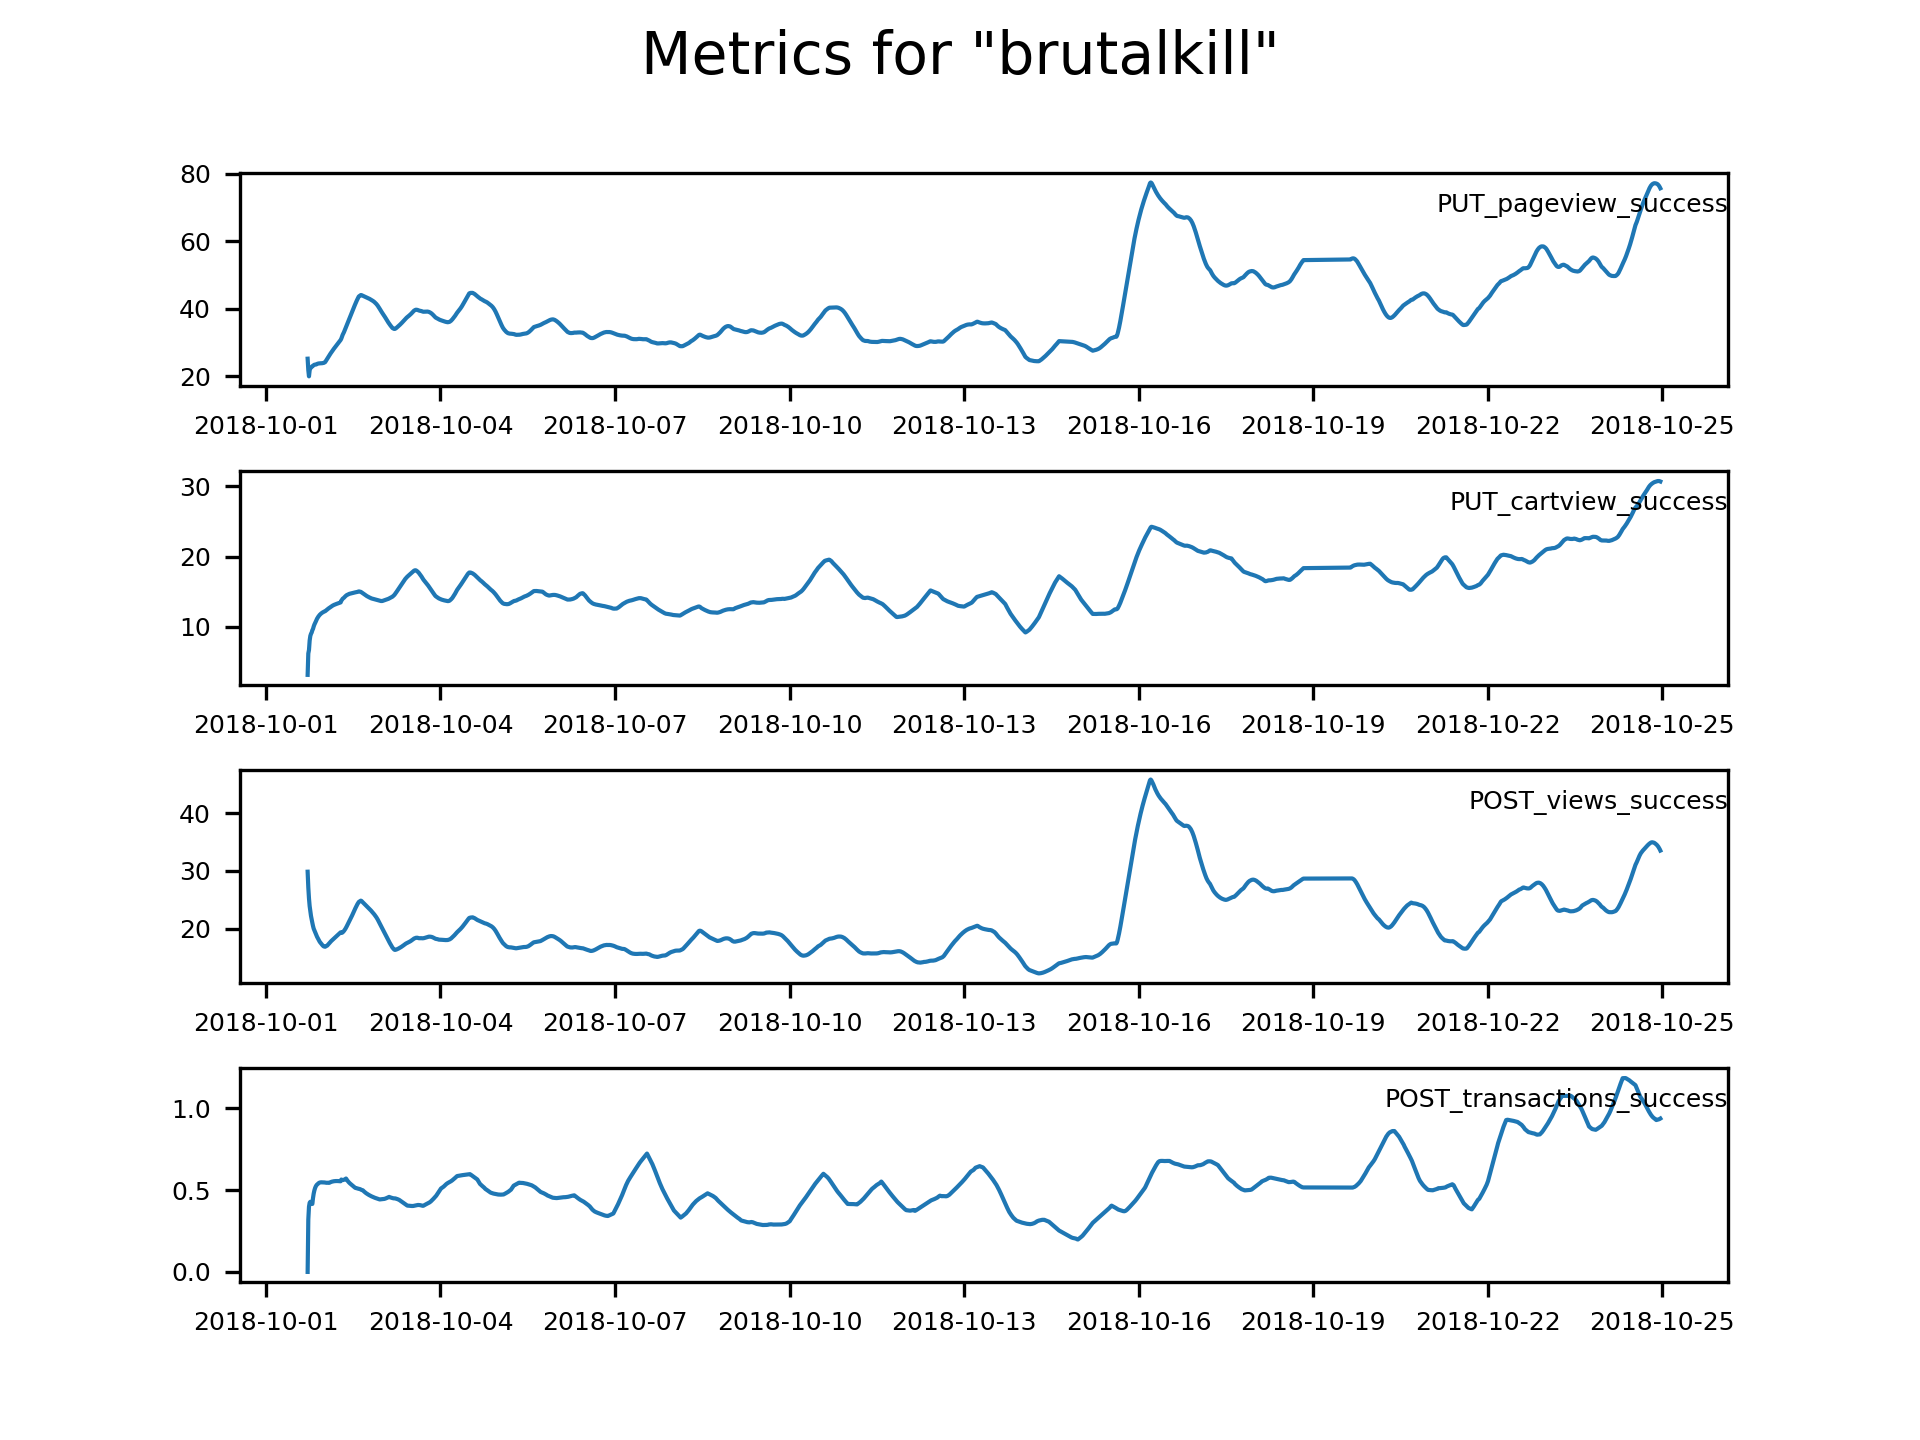 Metrics for "brutalkill"
80
PUT_pageview_success
60
40
20
2018-10-01 2018-10-04 2018-10-07 2018-10-10 2018-10-13 2018-10-16 2018-10-19 2018-10-22 2018-10-25
30
PUT_cartview_success
20
10
2018-10-01 2018-10-04 2018-10-07 2018-10-10 2018-10-13 2018-10-16 2018-10-19 2018-10-22 2018-10-25
POST_views_success
40
30
20
2018-10-01 2018-10-04 2018-10-07 2018-10-10 2018-10-13 2018-10-16 2018-10-19 2018-10-22 2018-10-25
POST_transactions_success
1.0
0.5
0.0
2018-10-01 2018-10-04 2018-10-07 2018-10-10 2018-10-13 2018-10-16 2018-10-19 2018-10-22 2018-10-25